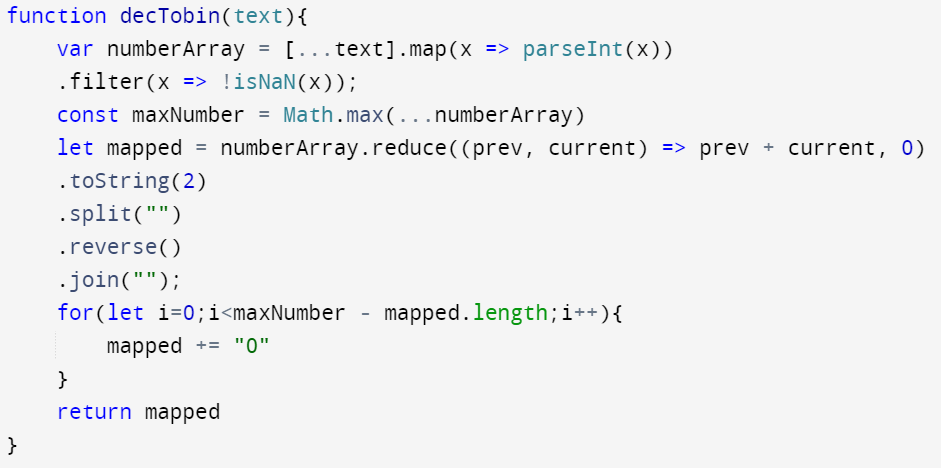 function decTobin(text){
    var numberArray = [...text].map(x => parseInt(x))
    .filter(x => !isNaN(x));
    const maxNumber = Math.max(...numberArray)
    let mapped = numberArray.reduce((prev, current) => prev + current, 0)
    .toString(2)
    .split("")
    .reverse()
    .join("");
    for(let i=0;i<maxNumber - mapped.length;i++){
        mapped += "0"
    }
    return mapped
}